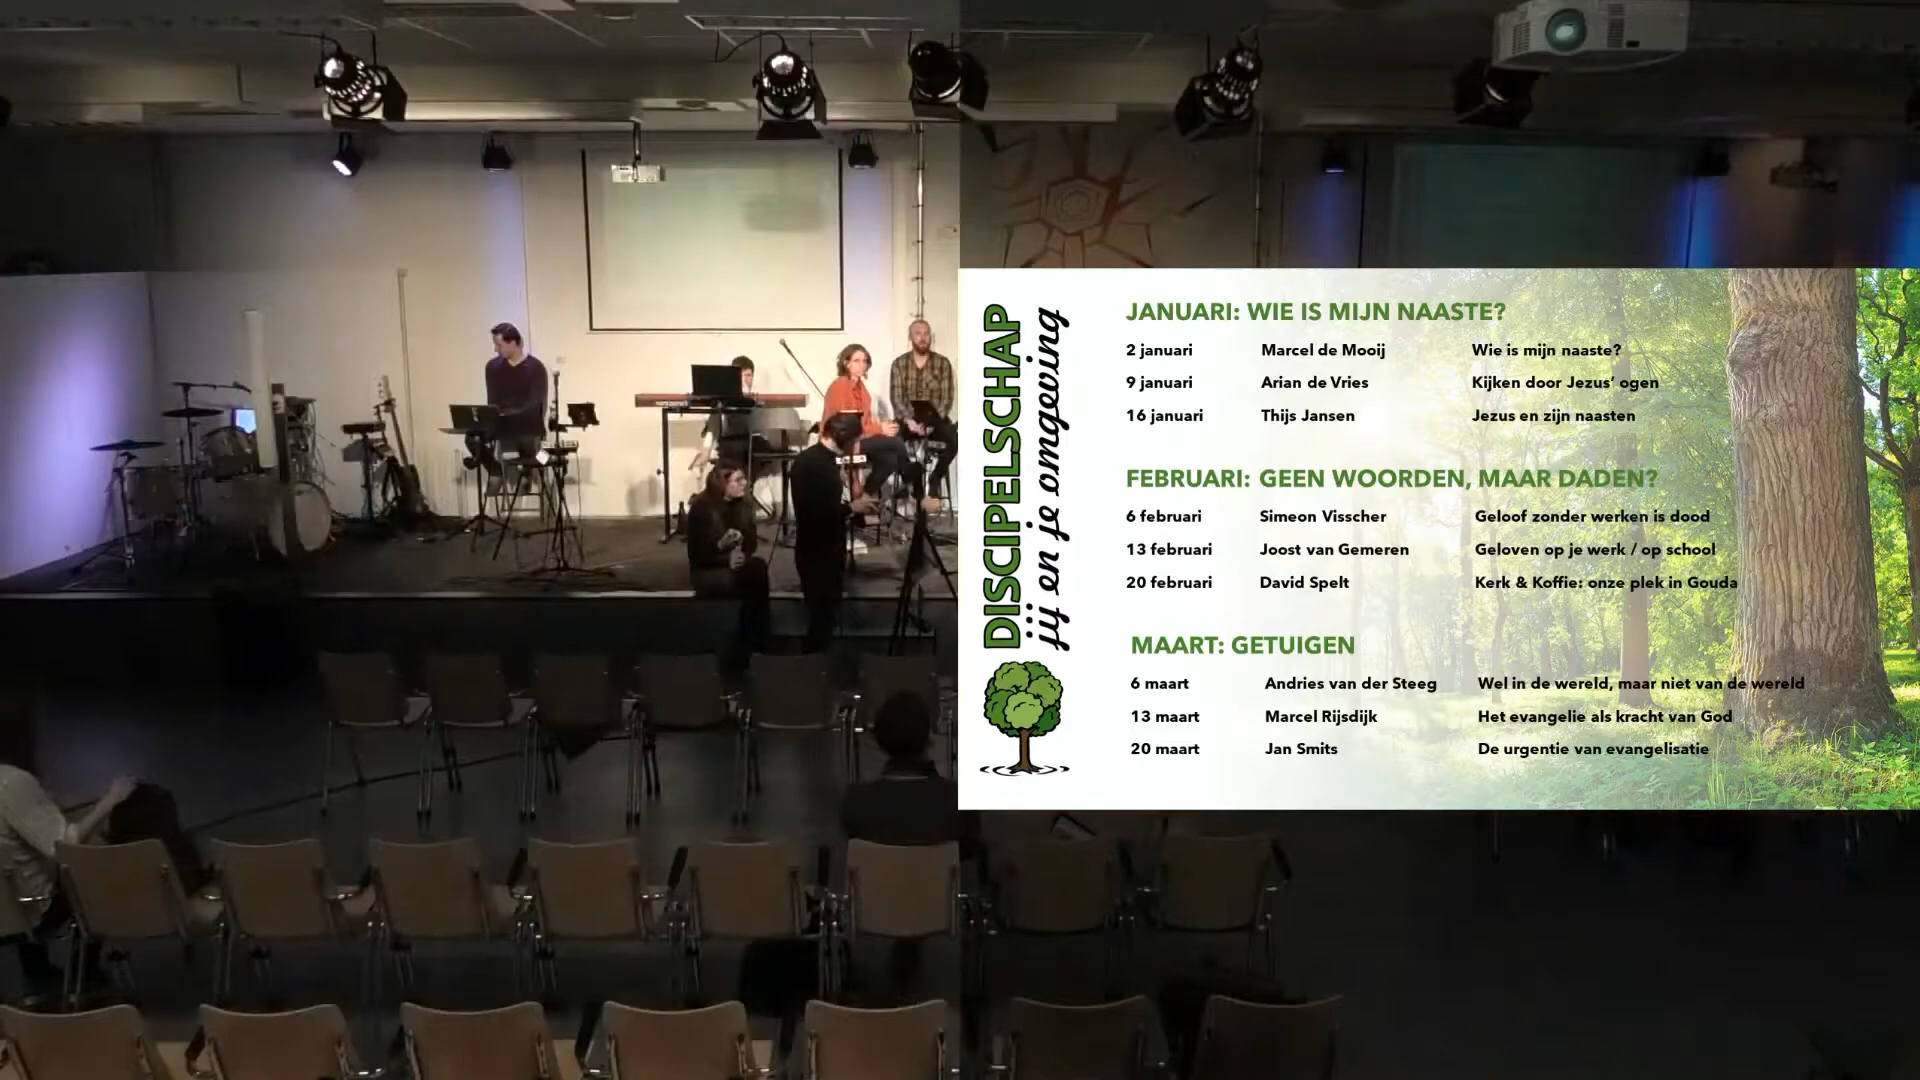 DISCIPELSCHAP
jij en je omgeving
JANUARI: WIE IS MIJN NAASTE?
2 januari Marcel de Mooij Wie is mijn naaste?
9 januari Arian de Vries Kijken door Jezus’ ogen
16 januari Thijs Jansen Jezus en zijn naasten
FEBRUARI: GEEN WOORDEN, MAAR DADEN?
6 februari Simeon Visscher Geloof zonder werken is dood
13 februari Joost van Gemeren Geloven op je werk / op school
20 februari David Spelt Kerk & Koffie: onze plek in Gouda
MAART: GETUIGEN
6 maart Andries van der Steeg Wel in de wereld, maar niet van de wereld
13 maart Marcel Rijsdijk Het evangelie als kracht van God
20 maart Jan Smits De urgentie van evangelisatie